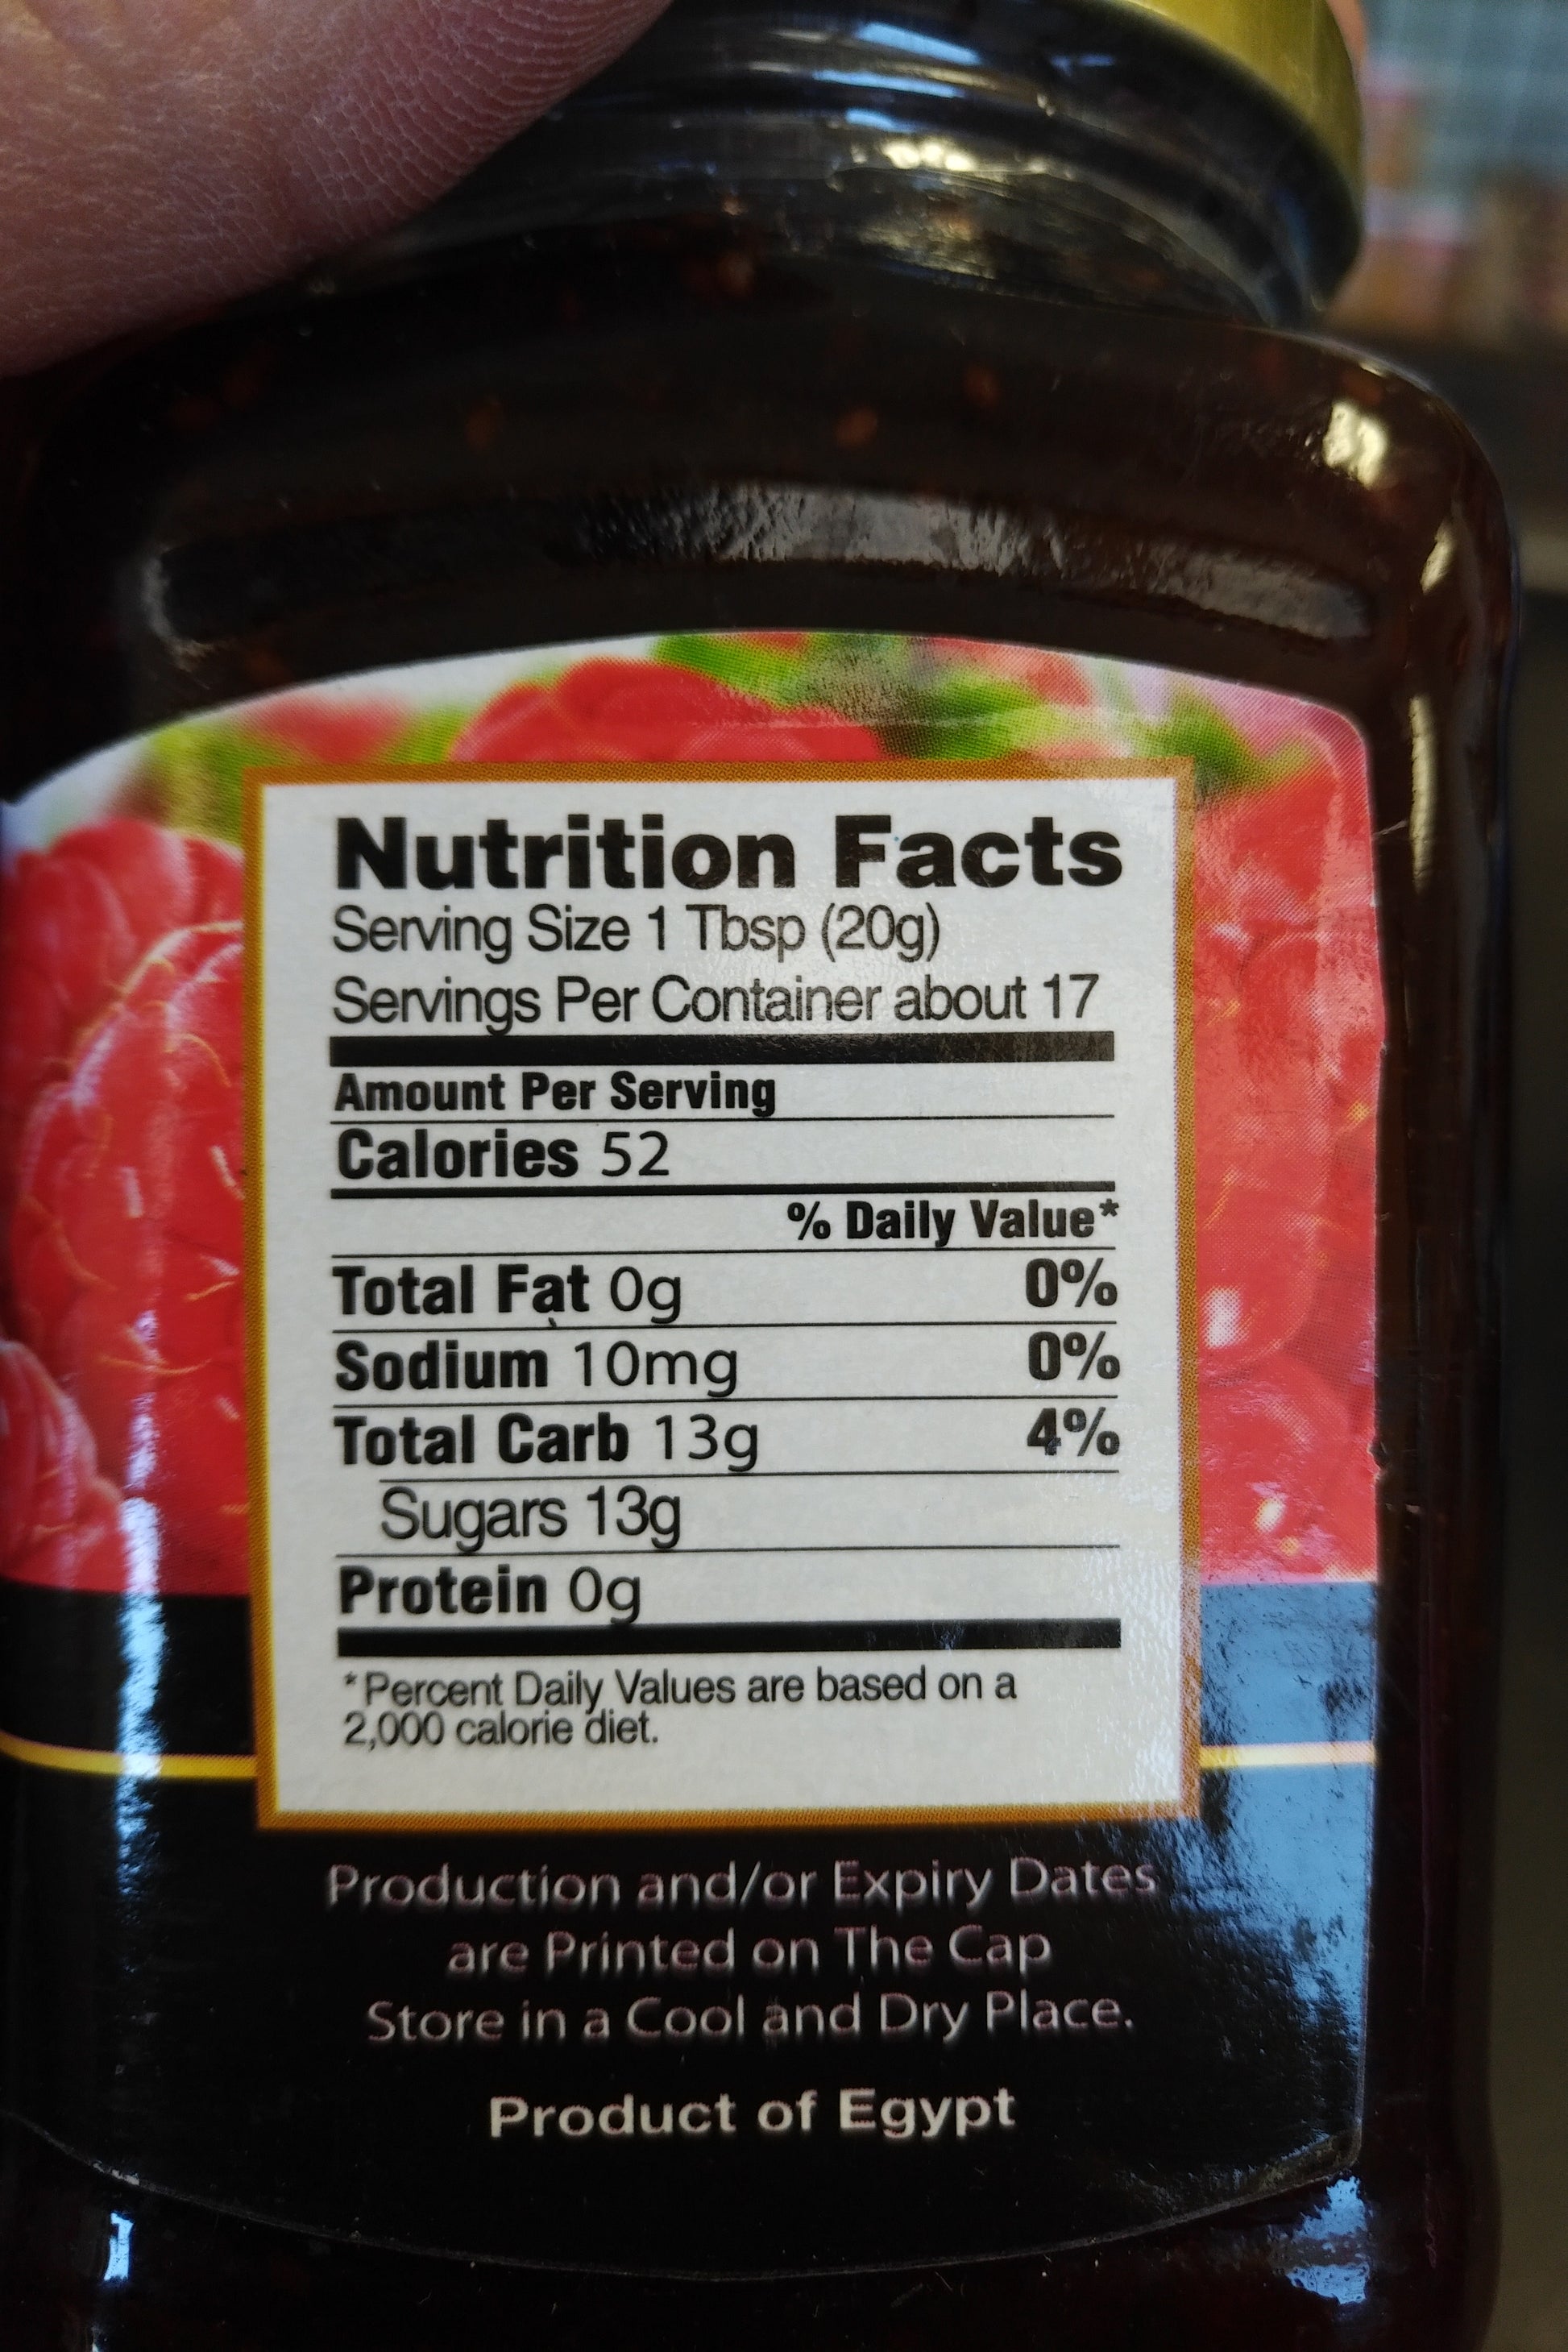 Nutrition Facts
Serving Size 1 Tbsp (20g)
Servings Per Container about 17
Amount Per Serving
Calories 52
% Daily Value*
Total Fat 0g 0%
Sodium 10mg 0%
Total Carb 13g 4%
Sugars 13g
Protein 0g
*Percent Daily Values are based on a
2,000 calorie diet.
Production and/or Expiry Dates
are Printed on The Cap
Store in a Cool and Dry Place.
Product of Egypt